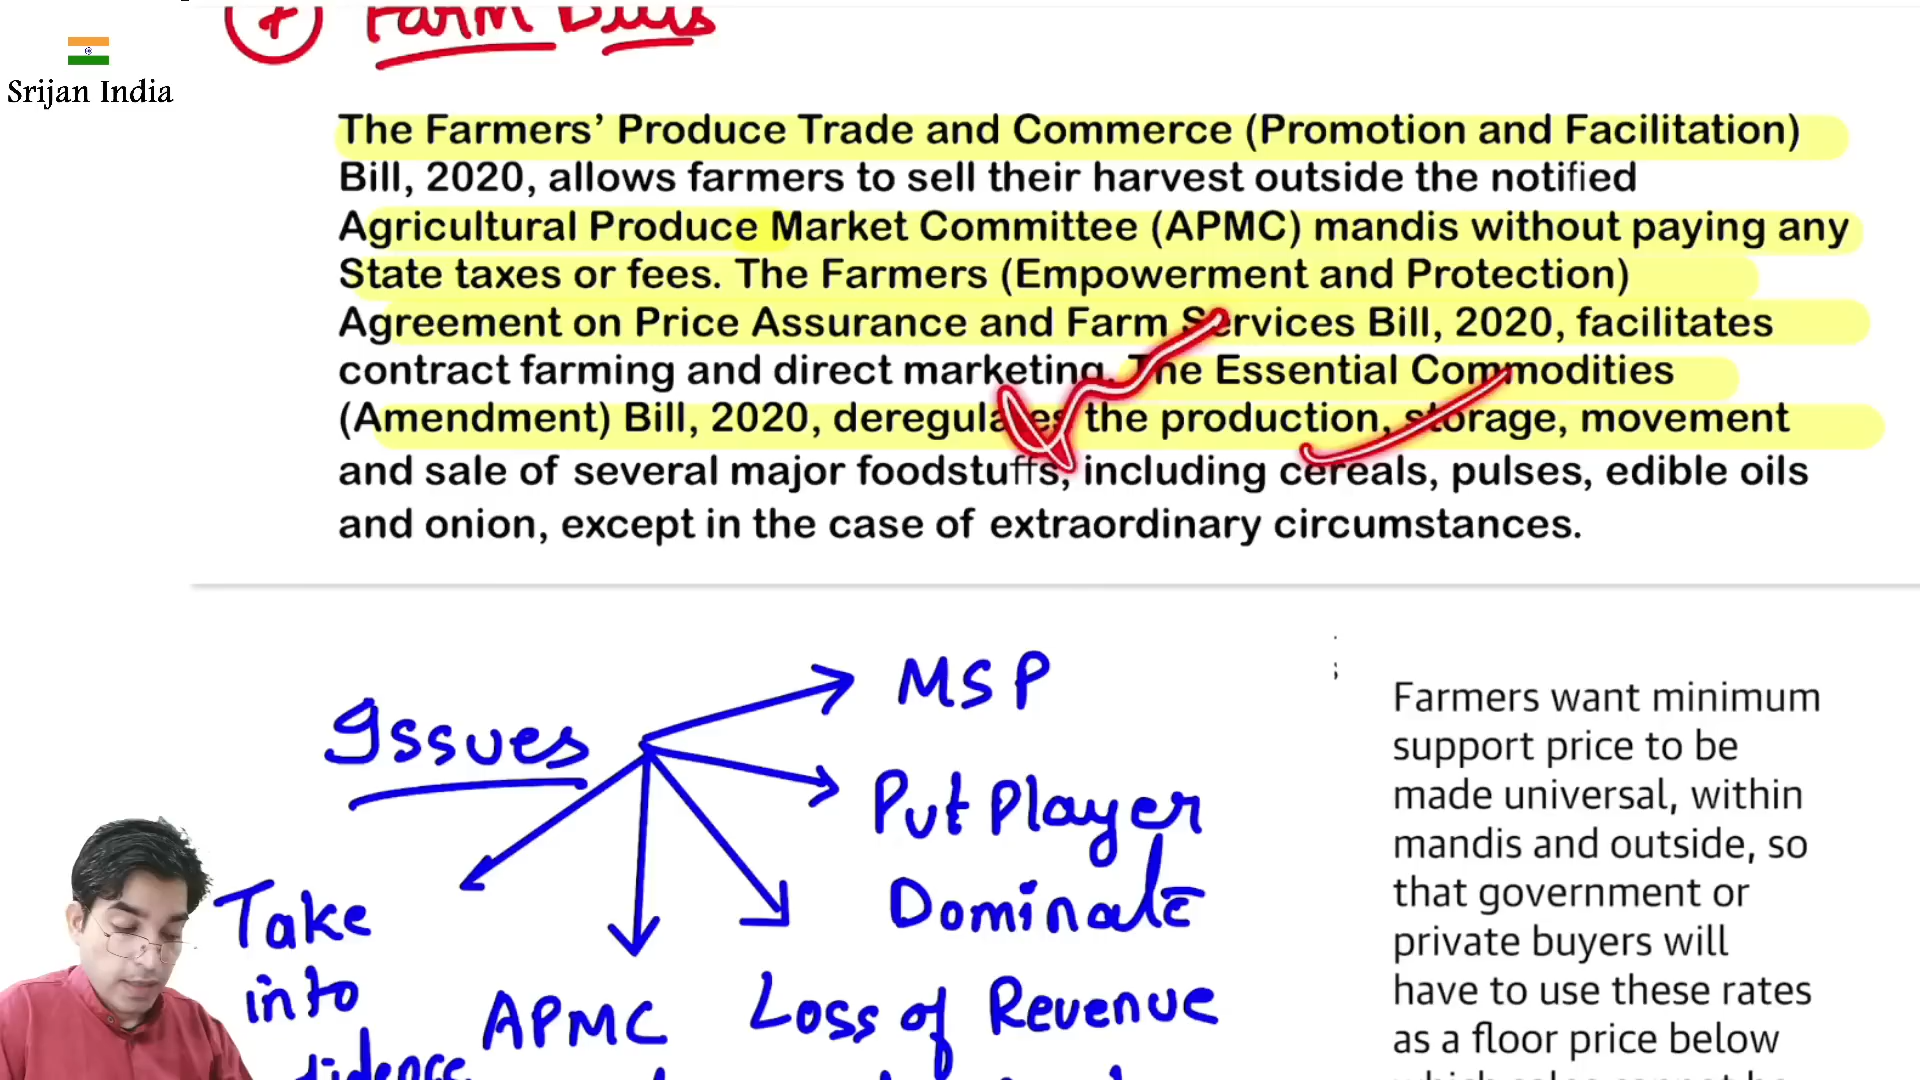 Farm Bills
Srijan India
The Farmers’ Produce Trade and Commerce (Promotion and Facilitation)
Bill, 2020, allows farmers to sell their harvest outside the notified
Agricultural Produce Market Committee (APMC) mandis without paying any
State taxes or fees. The Farmers (Empowerment and Protection)
Agreement on Price Assurance and Farm Services Bill, 2020, facilitates
contract farming and direct marketing. The Essential Commodities
(Amendment) Bill, 2020, deregulates the production, storage, movement
and sale of several major foodstuffs, including cereals, pulses, edible oils
and onion, except in the case of extraordinary circumstances.
Issues
MSP
Put Player
Dominate
Loss of Revenue
APMC
Take
into
Farmers want minimum
support price to be
made universal, within
mandis and outside, so
that government or
private buyers will
have to use these rates
as a floor price below